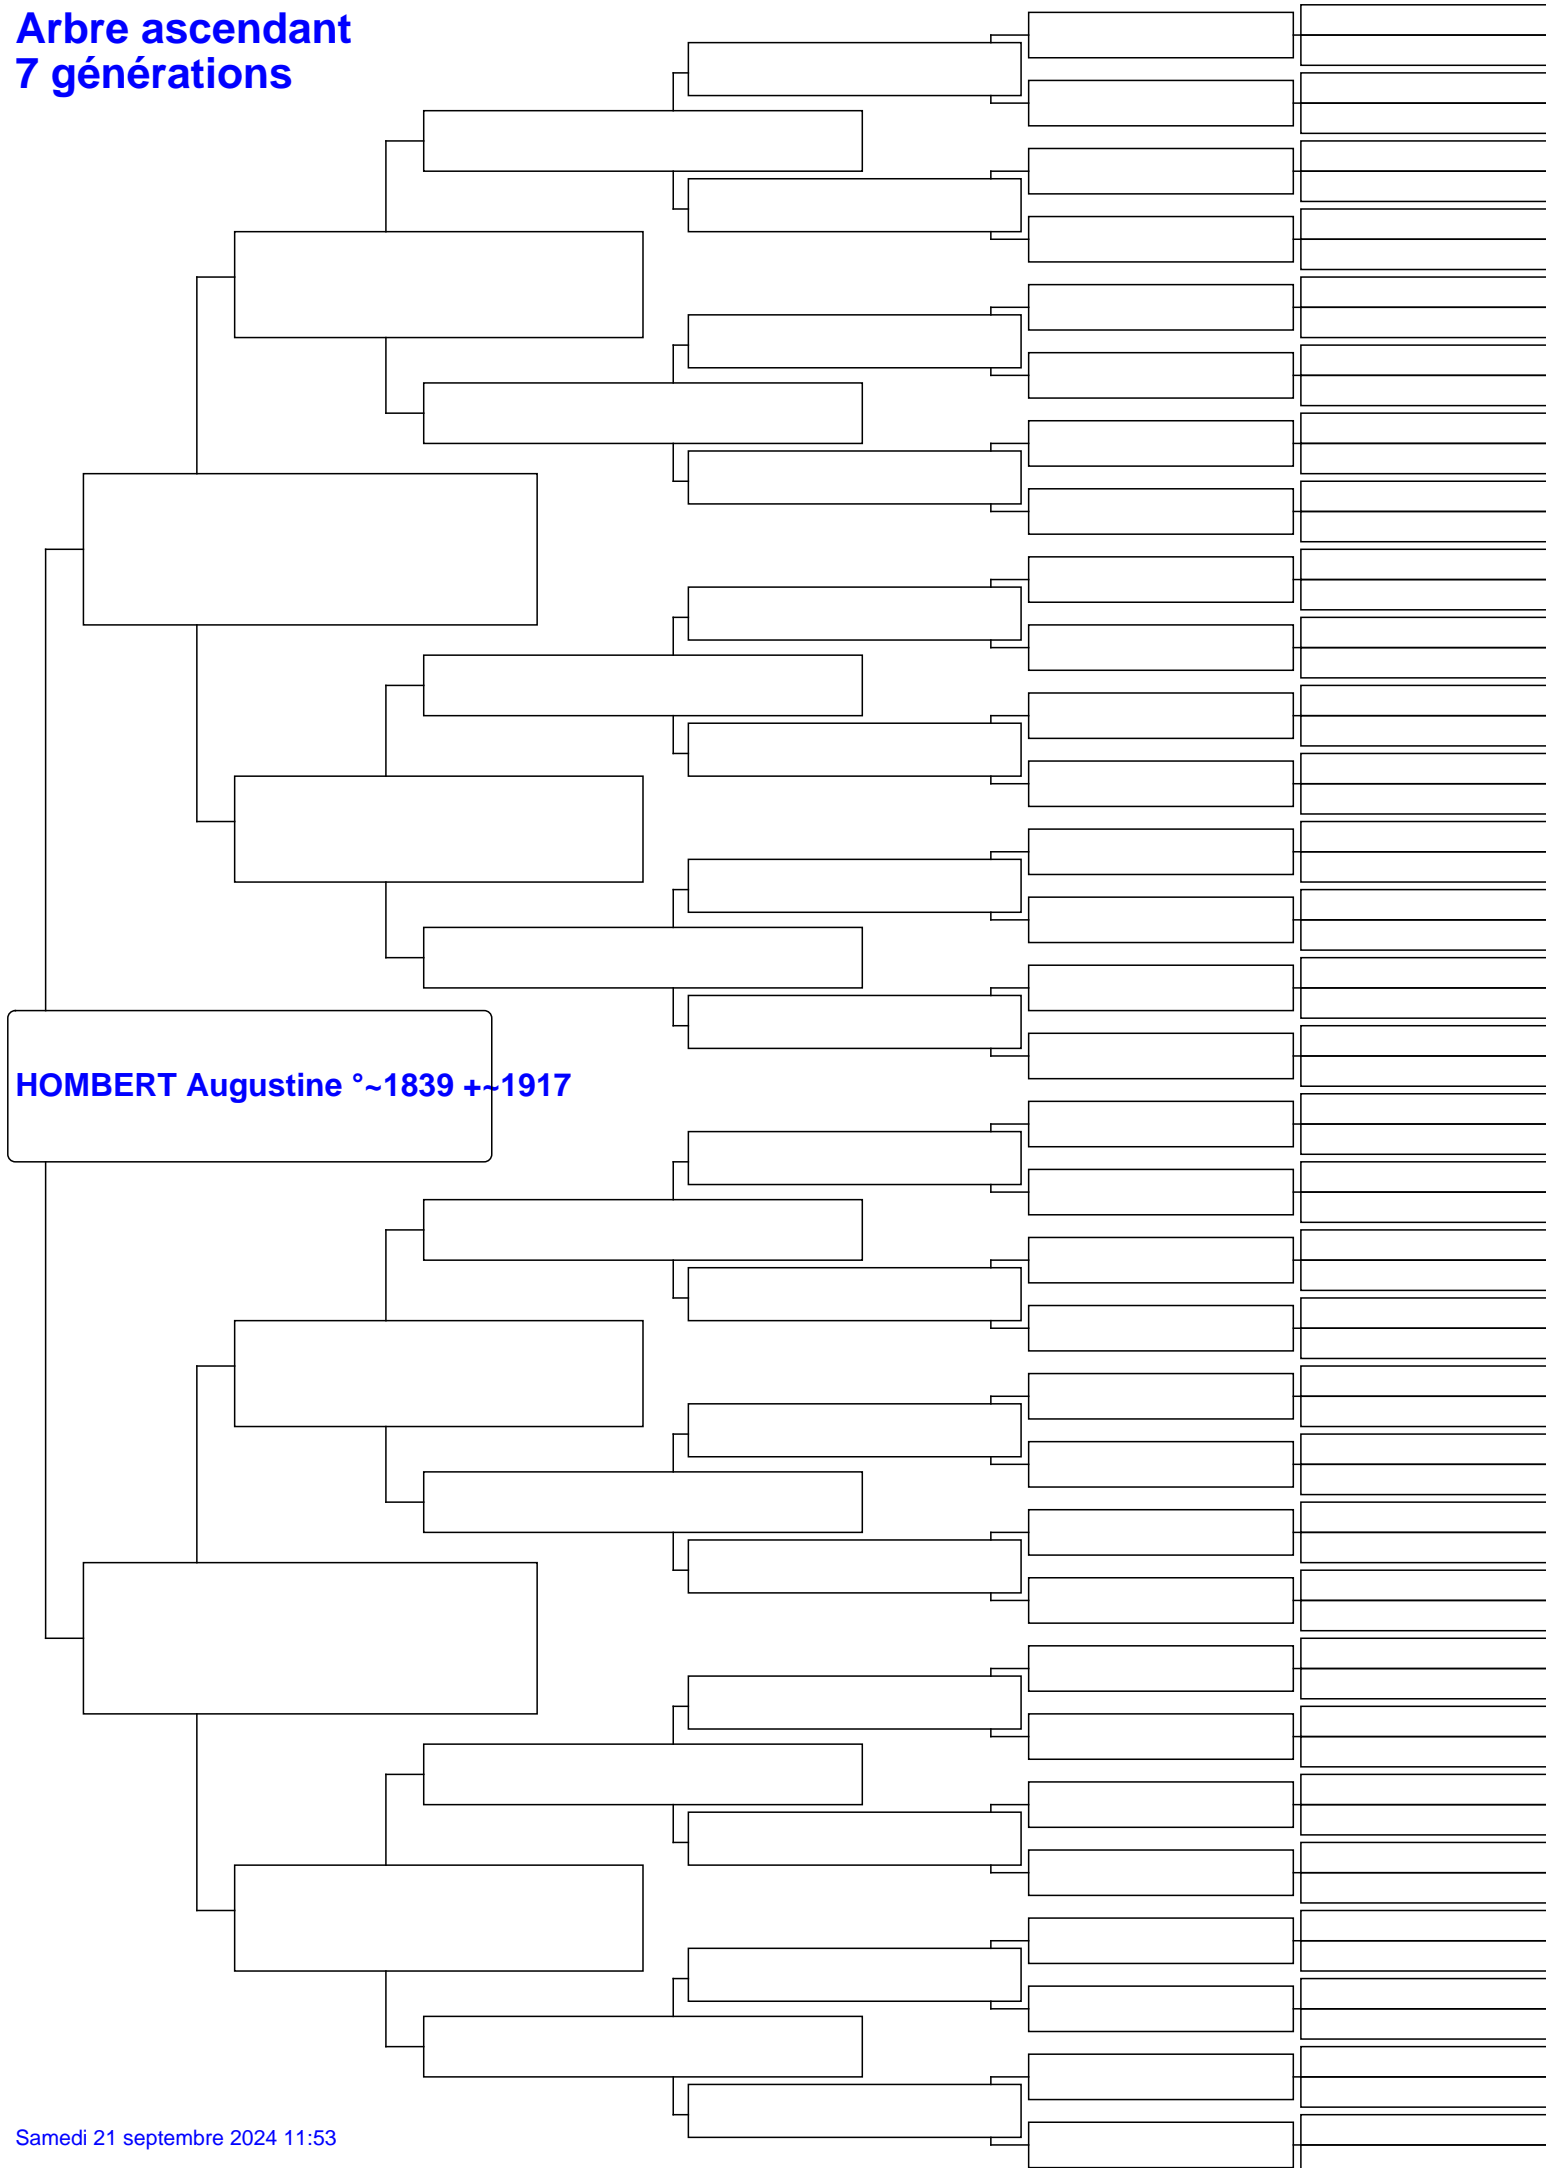 Arbre ascendant
7 générations
HOMBERT Augustine °~1839 +~1917
Samedi 21 septembre 2024 11:53